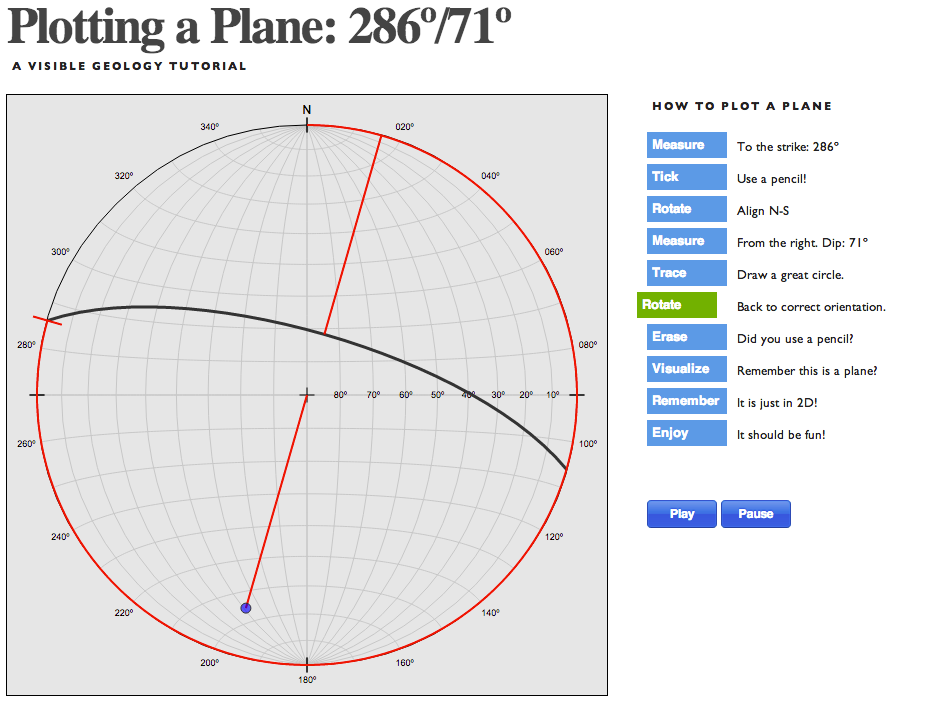 Plotting a Plane: 286º/71º
A VISIBLE GEOLOGY TUTORIAL
N
340º
020º
320º
040º
300º
060º
280º
080º
80º 70º 60º 50º 40º 30º 20º 10º
260º
100º
240º
120º
220º
140º
200º
160º
180º
HOW TO PLOT A PLANE
Measure To the strike: 286º
Tick Use a pencil!
Rotate Align N-S
Measure From the right. Dip: 71º
Trace Draw a great circle.
Rotate Back to correct orientation.
Erase Did you use a pencil?
Visualize Remember this is a plane?
Remember It is just in 2D!
Enjoy It should be fun!
Play Pause